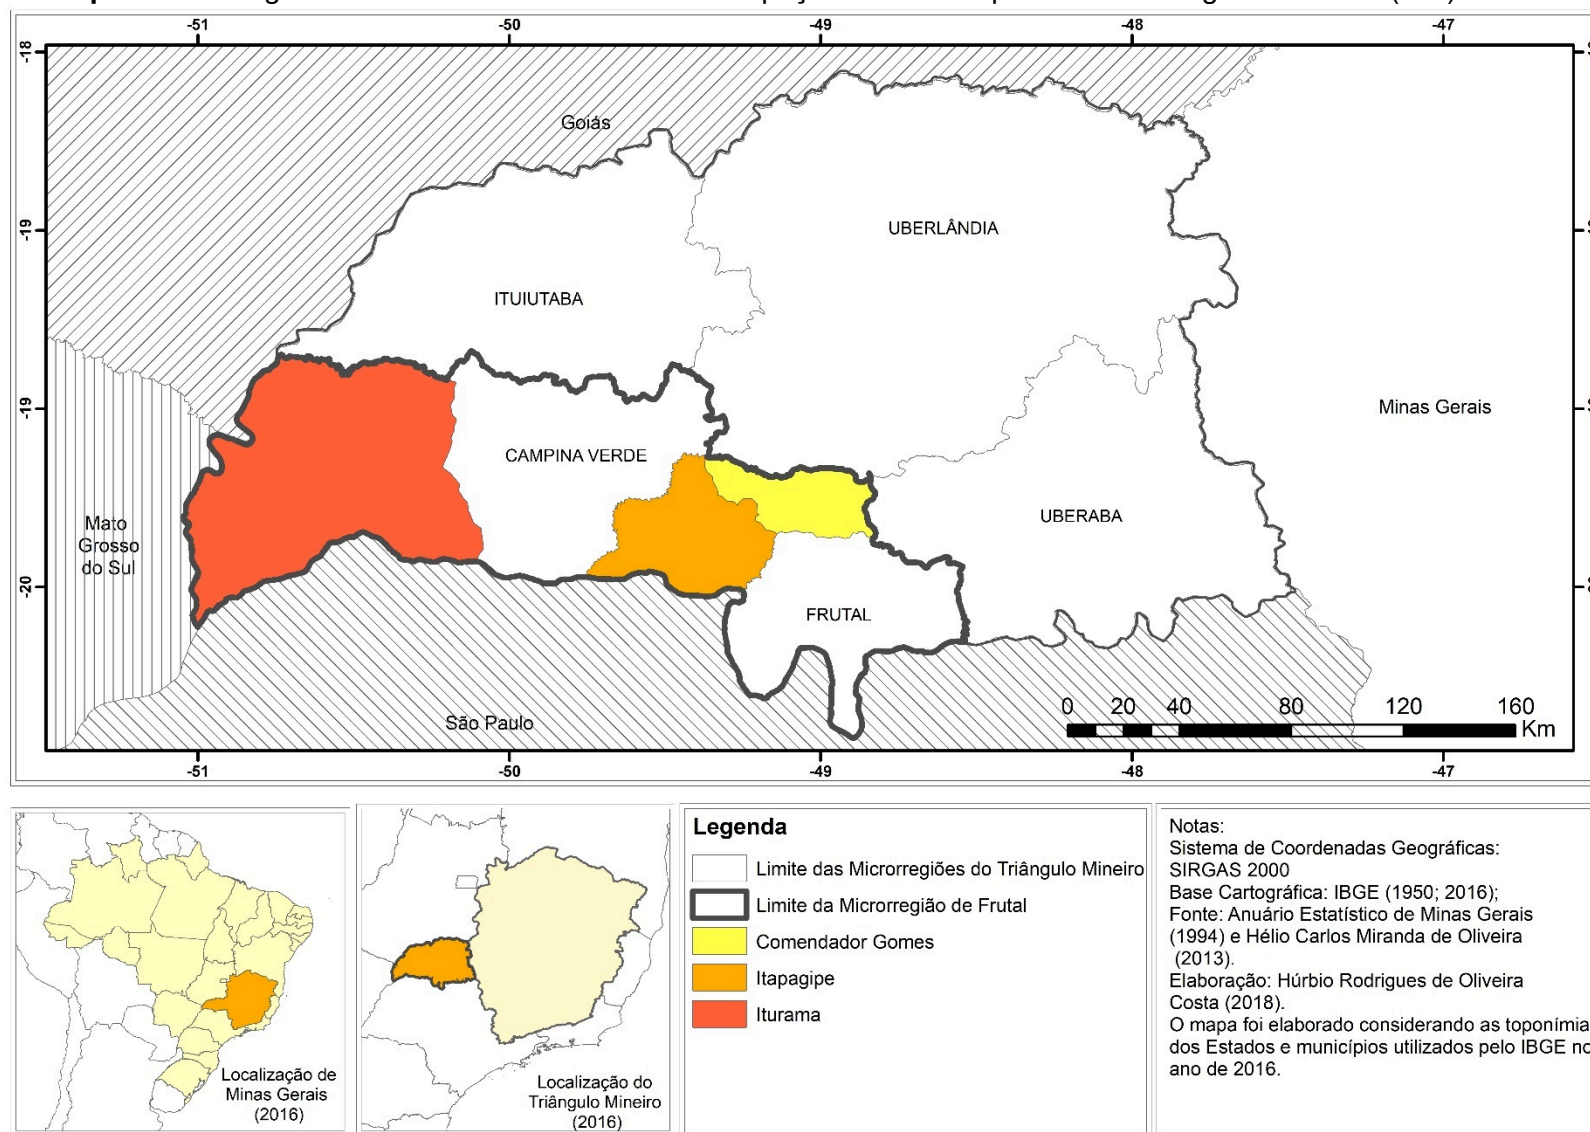 -51 -50 -49 -48 -47
-18
Goiás
-19
UBERLÂNDIA
ITUIUTABA
-19
Minas Gerais
CAMPINA VERDE
UBERABA
Mato
Grosso
do Sul
-20
FRUTAL
São Paulo
0 20 40 80 120 160
Km
-51 -50 -49 -48 -47
Localização de
Minas Gerais
(2016)
Localização do
Triângulo Mineiro
(2016)
Legenda
Limite das Microrregiões do Triângulo Mineiro
Limite da Microrregião de Frutal
Comendador Gomes
Itapagipe
Iturama
Notas:
Sistema de Coordenadas Geográficas:
SIRGAS 2000
Base Cartográfica: IBGE (1950; 2016);
Fonte: Anuário Estatístico de Minas Gerais
(1994) e Hélio Carlos Miranda de Oliveira
(2013).
Elaboração: Húrbio Rodrigues de Oliveira
Costa (2018).
O mapa foi elaborado considerando as toponímia
dos Estados e municípios utilizados pelo IBGE no
ano de 2016.